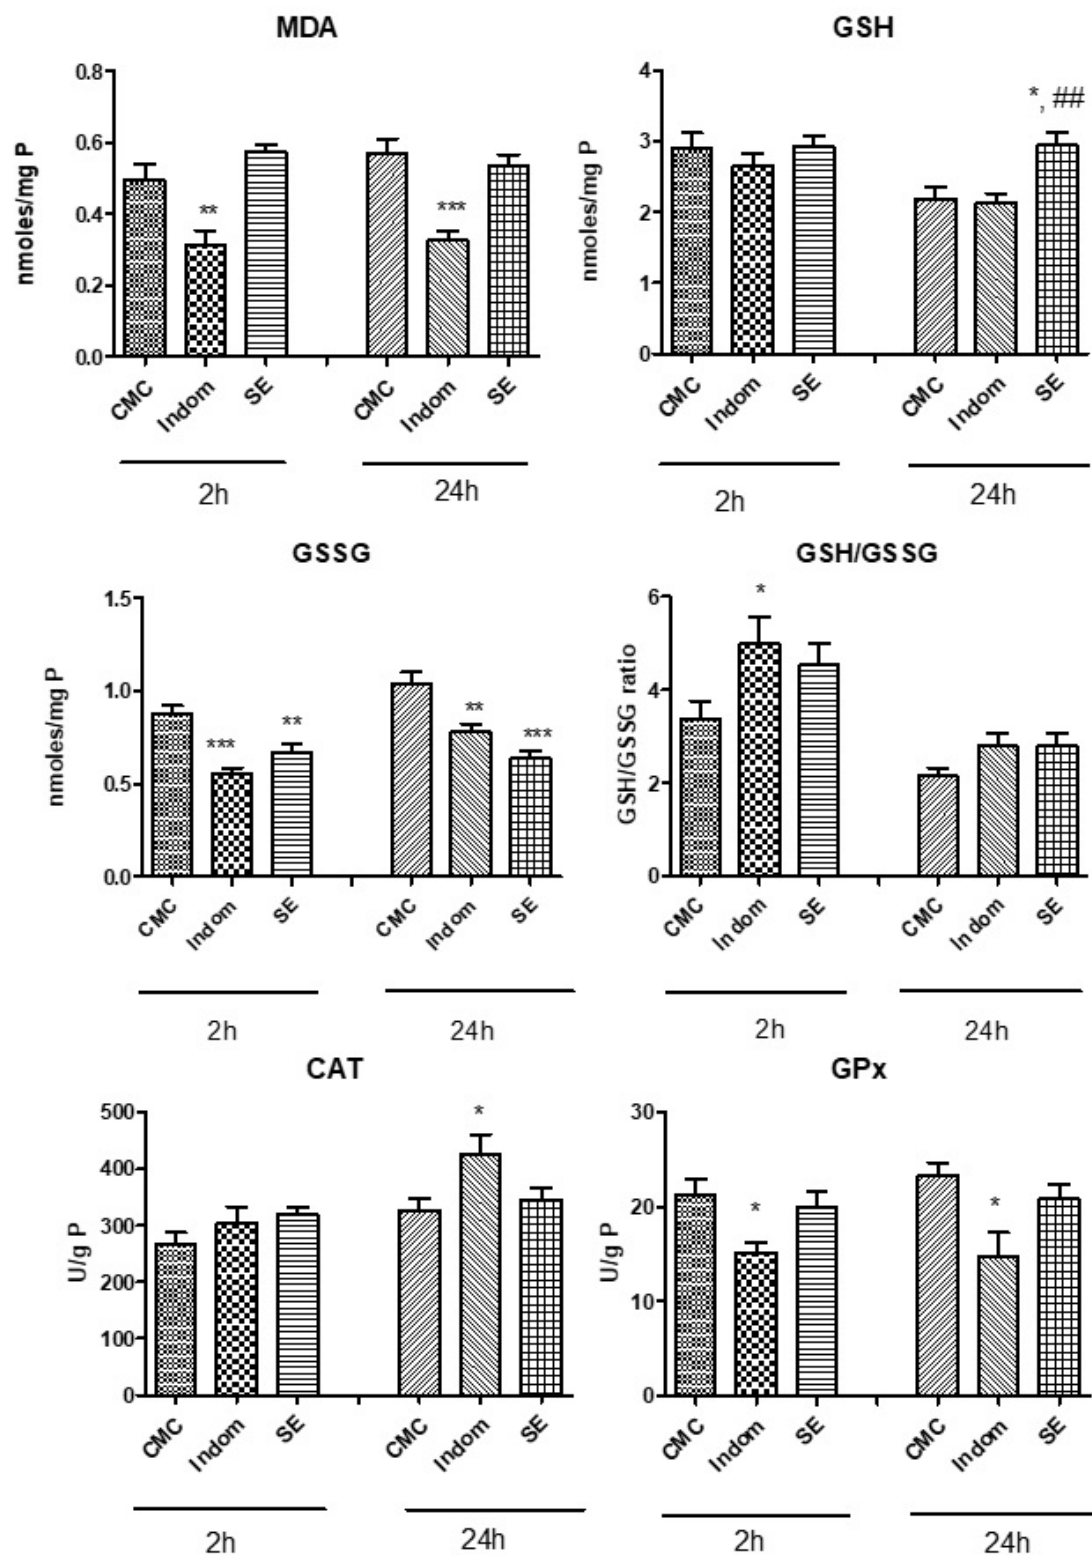 MDA
nmoles/mg P
0.8
0.6
0.4
0.2
0.0
**
***
CMC
Indom
SE
CMC
Indom
SE
2h
24h
GSH
nmoles/mg P
4
3
2
1
0
*, ##
CMC
Indom
SE
CMC
Indom
SE
2h
24h
GSSG
nmoles/mg P
1.5
1.0
0.5
0.0
***
**
**
***
CMC
Indom
SE
CMC
Indom
SE
2h
24h
GSH/GSSG
GSH/GSSG ratio
6
4
2
0
*
CMC
Indom
SE
CMC
Indom
SE
2h
24h
CAT
U/g P
500
400
300
200
100
0
*
CMC
Indom
SE
CMC
Indom
SE
2h
24h
GPx
U/g P
30
20
10
0
*
*
CMC
Indom
SE
CMC
Indom
SE
2h
24h